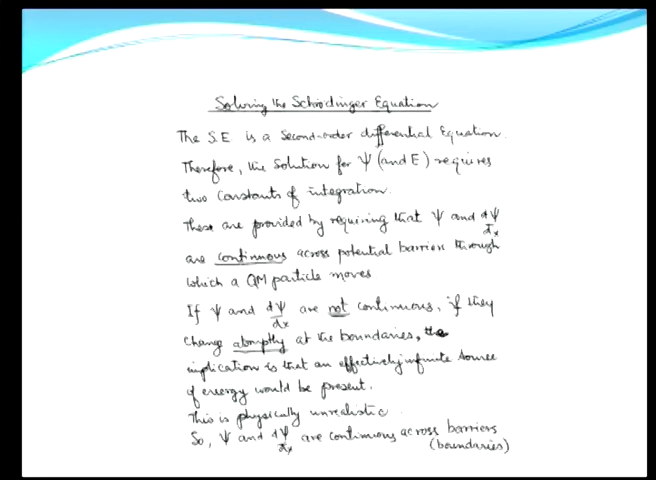 Solving the Schrodinger Equation
The S.E is a second-order differential Equation.
Therefore, the solution for Ψ (and E) requires
two constants of integration.
These are provided by requiring that Ψ and dΨ/dx
are continuous across potential barriers through
which a QM particle moves
If Ψ and dΨ/dx are not continuous, if they
change abruptly at the boundaries, the
implication is that an effectively infinite source
of energy would be present.
This is physically unrealistic.
So, Ψ and dΨ/dx are continuous across barriers
(boundaries)